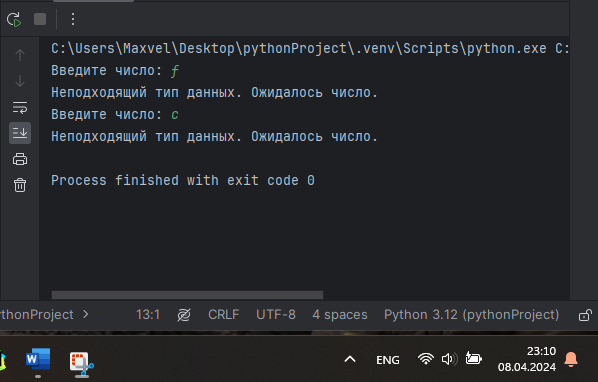 C:\Users\Maxvel\Desktop\pythonProject\.venv\Scripts\python.exe C:
Введите число: f
Неподходящий тип данных. Ожидалось число.
Введите число: c
Неподходящий тип данных. Ожидалось число.
Process finished with exit code 0
thonProject > 13:1 CRLF UTF-8 4 spaces Python 3.12 (pythonProject)
W ENG 23:10
08.04.2024